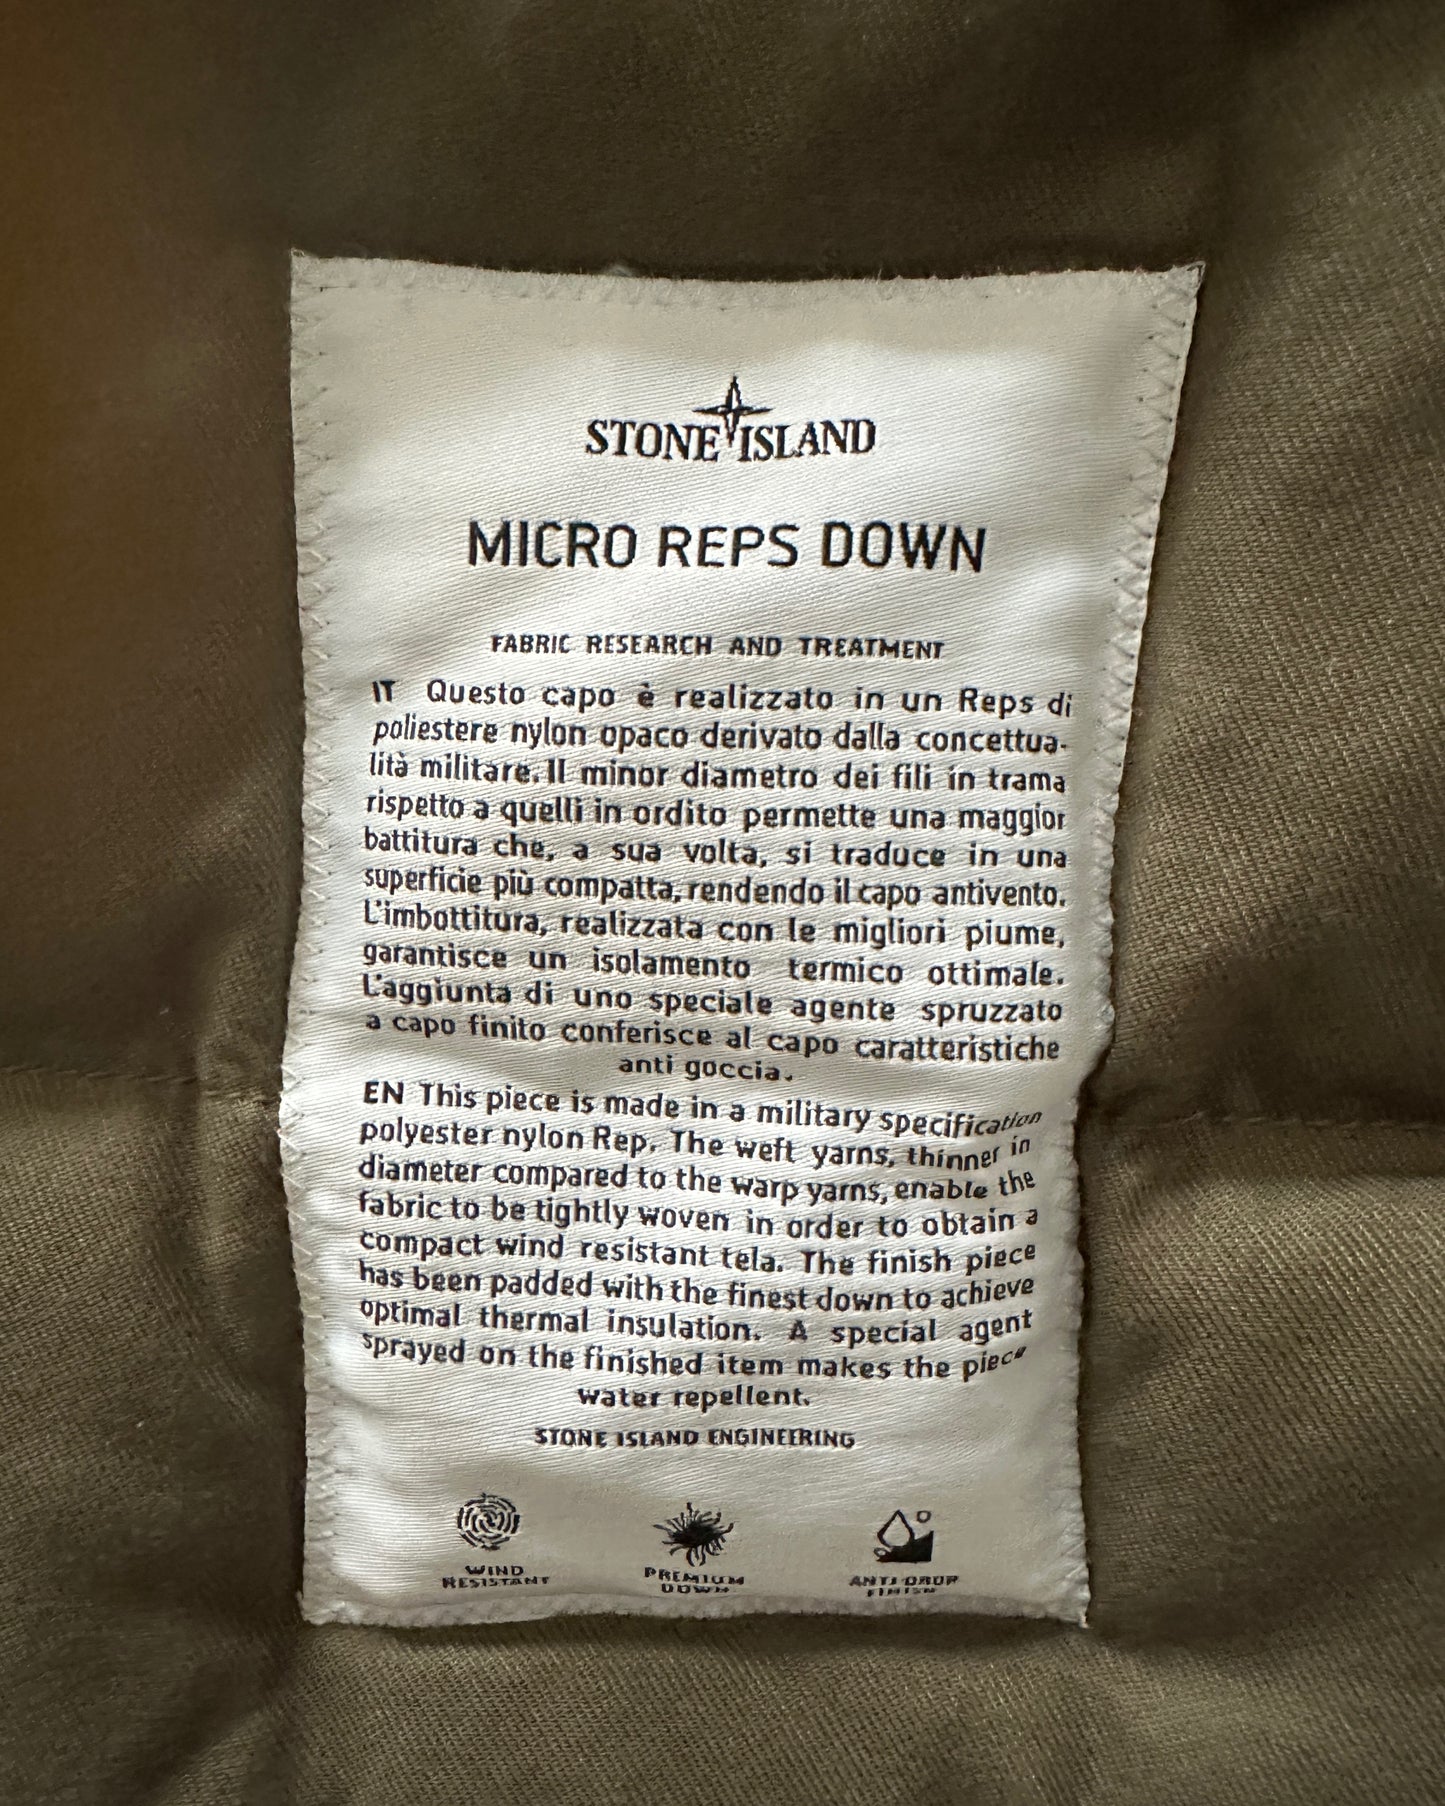 STONE ISLAND
MICRO REPS DOWN
FABRIC RESEARCH AND TREATMENT
IT Questo capo è realizzato in un Reps di
poliestere nylon opaco derivato dalla concettua-
lità militare. Il minor diametro dei fili in trama
rispetto a quelli in ordito permette una maggior
battitura che, a sua volta, si traduce in una
superficie più compatta, rendendo il capo antivento.
L'imbottitura, realizzata con le migliori piume,
garantisce un isolamento termico ottimale.
L'aggiunta di uno speciale agente spruzzato
a capo finito conferisce al capo caratteristiche
anti goccia.
EN This piece is made in a military specification
polyester nylon Rep. The weft yarns, thinner in
diameter compared to the warp yarns, enable the
fabric to be tightly woven in order to obtain a
compact wind resistant tela. The finish piece
has been padded with the finest down to achieve
optimal thermal insulation. A special agent
sprayed on the finished item makes the piece
water repellent.
STONE ISLAND ENGINEERING
WIND PREMIUM ANTI DROP
RESISTANT DOWN FINISH